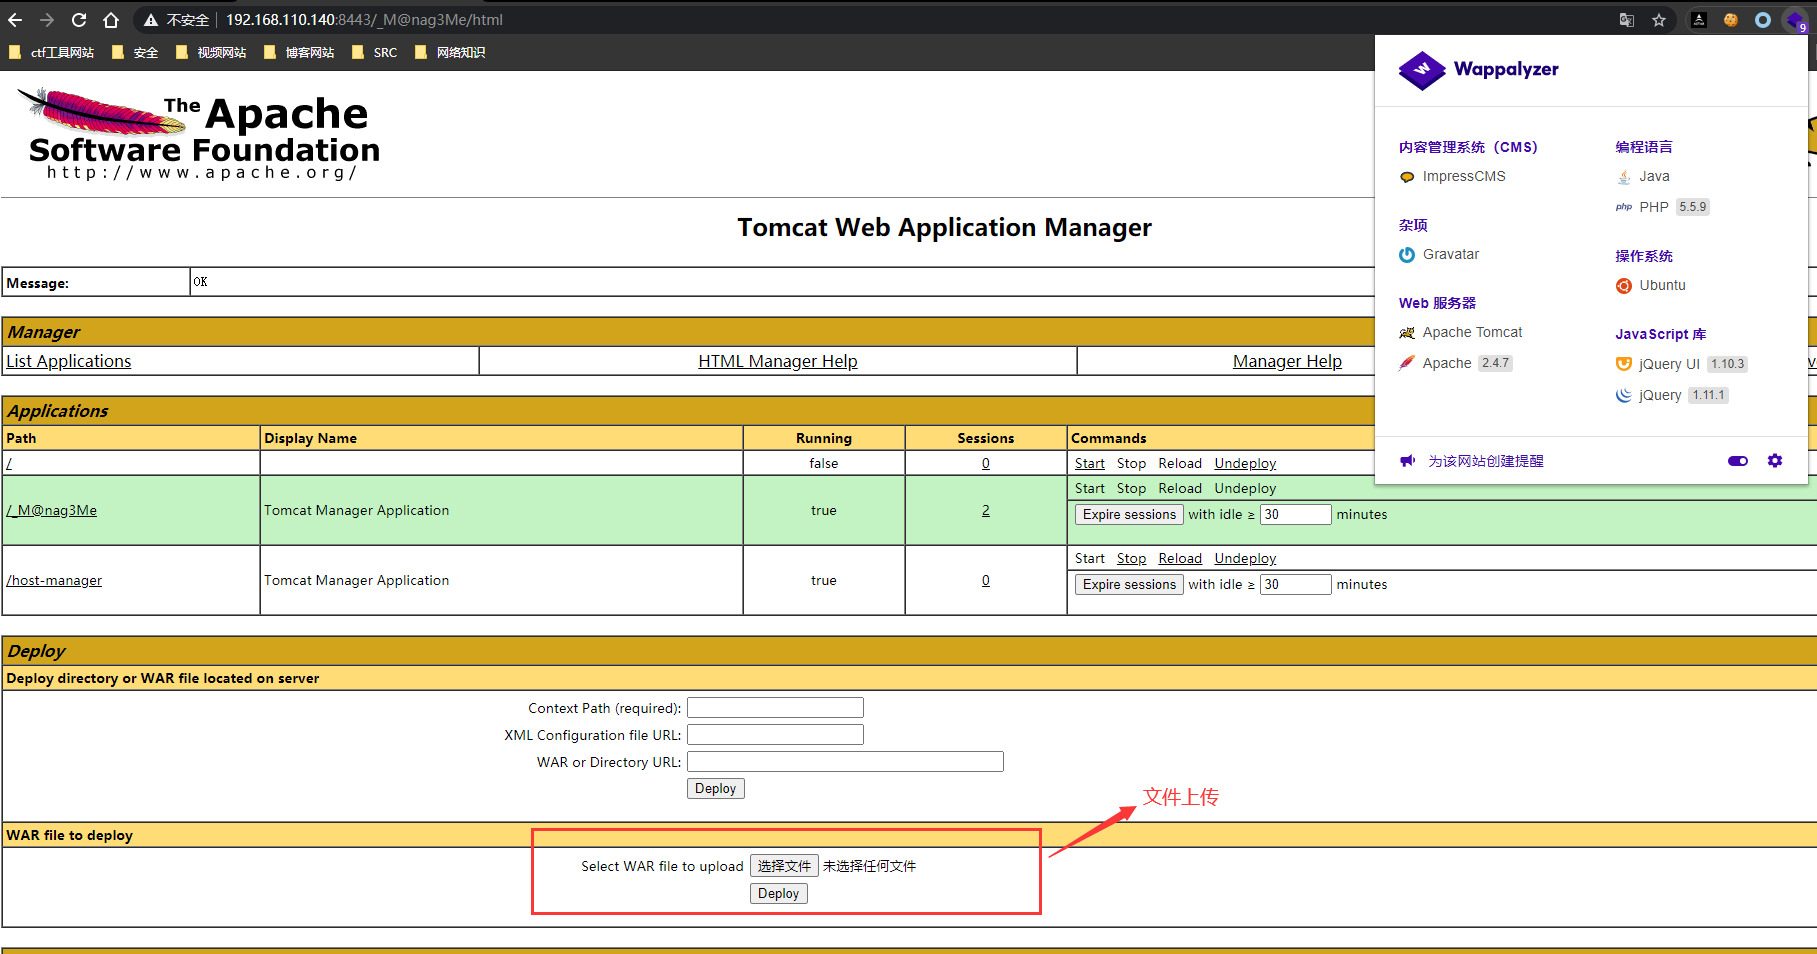 不安全 192.168.110.140:8443/_M@nag3Me/html
9
ctf工具网站 安全 视频网站 博客网站 SRC 网络知识
The Apache
Software Foundation
http://www.apache.org/
Tomcat Web Application Manager
Message: OK
Manager
List Applications HTML Manager Help Manager Help
Applications
Path Display Name Running Sessions Commands
/ false 0 Start Stop Reload Undeploy
Start Stop Reload Undeploy
/_M@nag3Me Tomcat Manager Application true 2
Expire sessions with idle ≥ 30 minutes
Start Stop Reload Undeploy
/host-manager Tomcat Manager Application true 0
Expire sessions with idle ≥ 30 minutes
Deploy
Deploy directory or WAR file located on server
Context Path (required):
XML Configuration file URL:
WAR or Directory URL:
Deploy
文件上传
WAR file to deploy
Select WAR file to upload 选择文件 未选择任何文件
Deploy
Wappalyzer
内容管理系统（CMS）
ImpressCMS
杂项
Gravatar
Web 服务器
Apache Tomcat
Apache 2.4.7
编程语言
Java
php PHP 5.5.9
操作系统
Ubuntu
JavaScript 库
jQuery UI 1.10.3
jQuery 1.11.1
为该网站创建提醒